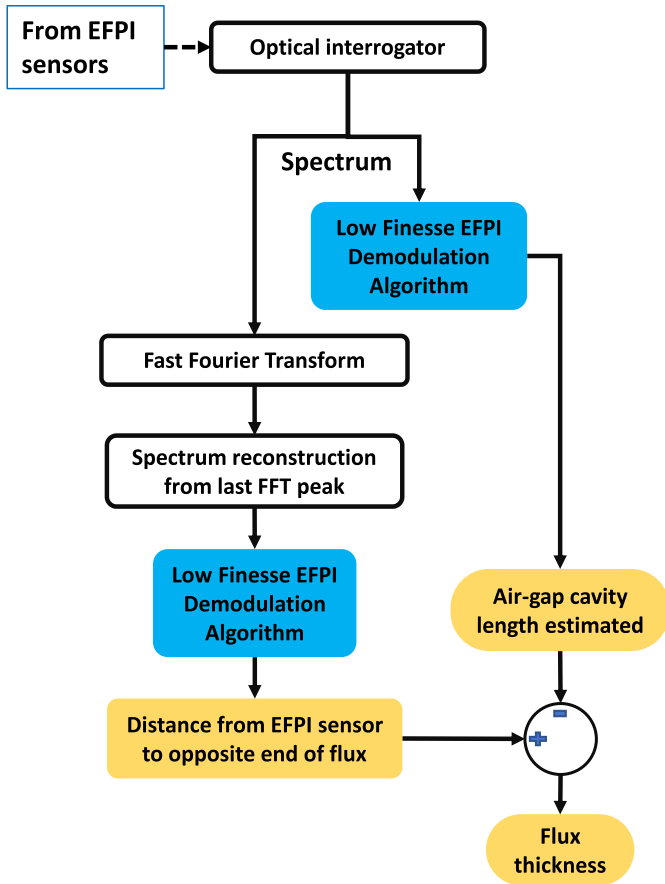 From EFPI
sensors
Optical interrogator
Spectrum
Low Finesse EFPI
Demodulation
Algorithm
Fast Fourier Transform
Spectrum reconstruction
from last FFT peak
Low Finesse EFPI
Demodulation
Algorithm
Air-gap cavity
length estimated
Distance from EFPI sensor
to opposite end of flux
Flux
thickness